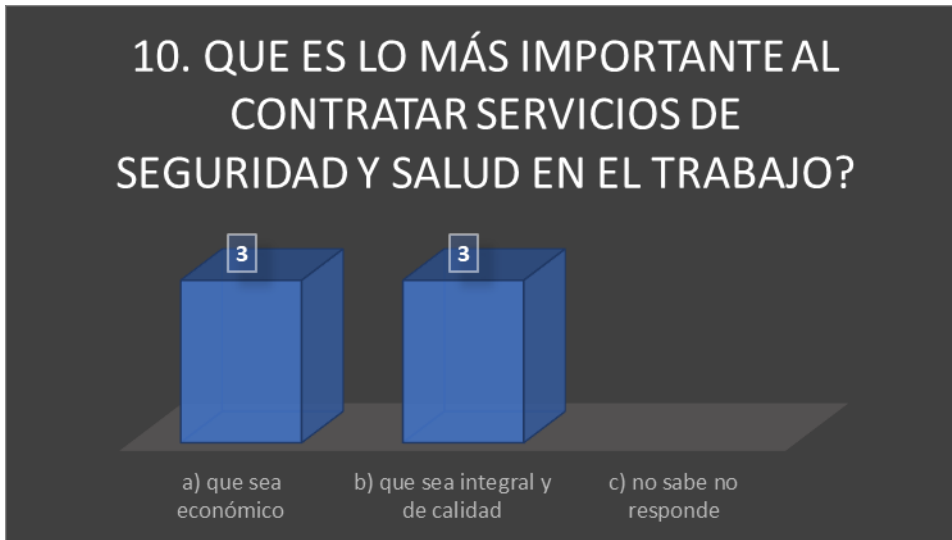 10. QUE ES LO MÁS IMPORTANTE AL
CONTRATAR SERVICIOS DE
SEGURIDAD Y SALUD EN EL TRABAJO?
3
3
a) que sea
económico
b) que sea integral y
de calidad
c) no sabe no
responde